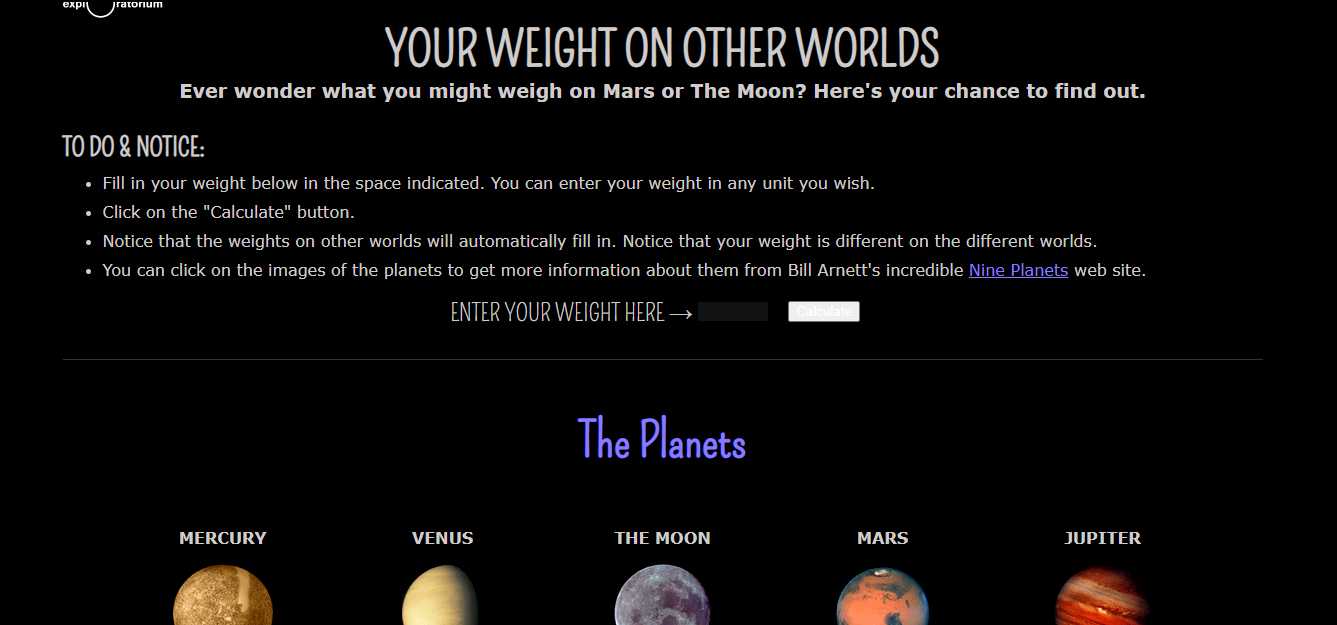 explOratorium
YOUR WEIGHT ON OTHER WORLDS
Ever wonder what you might weigh on Mars or The Moon? Here's your chance to find out.
TO DO & NOTICE:
• Fill in your weight below in the space indicated. You can enter your weight in any unit you wish.
• Click on the "Calculate" button.
• Notice that the weights on other worlds will automatically fill in. Notice that your weight is different on the different worlds.
• You can click on the images of the planets to get more information about them from Bill Arnett's incredible Nine Planets web site.
ENTER YOUR WEIGHT HERE → Calculate
The Planets
MERCURY VENUS THE MOON MARS JUPITER